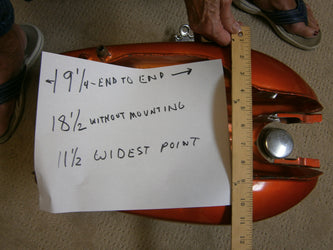 ←19 1/4 - END TO END →
18 1/2 WITHOUT MOUNTING
11 1/2 WIDEST POINT